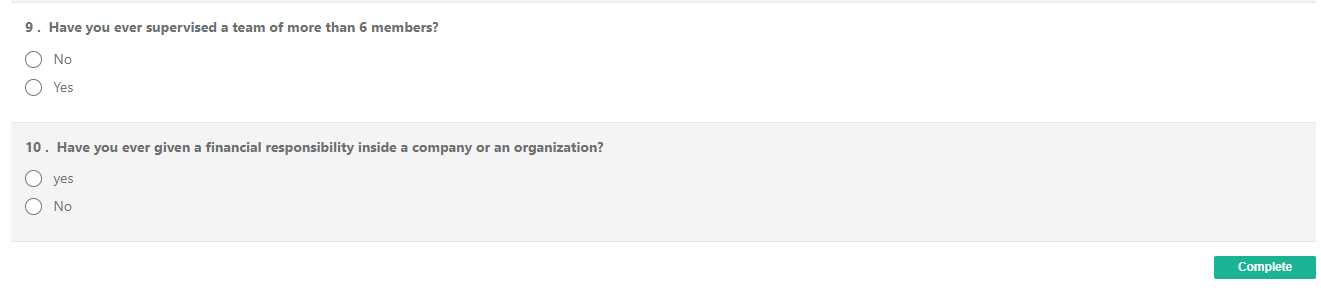 9 . Have you ever supervised a team of more than 6 members?
No
Yes
10 . Have you ever given a financial responsibility inside a company or an organization?
yes
No
Complete